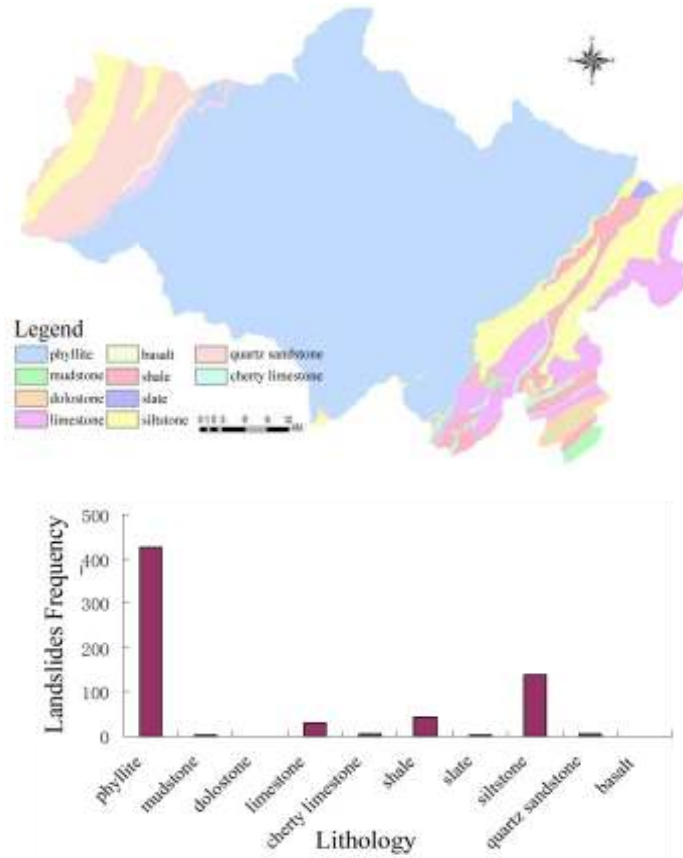 Legend
phyllite basalt quartz sandstone
mudstone shale cherty limestone
dolostone slate
limestone siltstone
500
400
300
200
100
0
Landslides Frequency
phyllite
mudstone
dolostone
limestone
cherty limestone
shale
slate
siltstone
quartz sandstone
basalt
Lithology